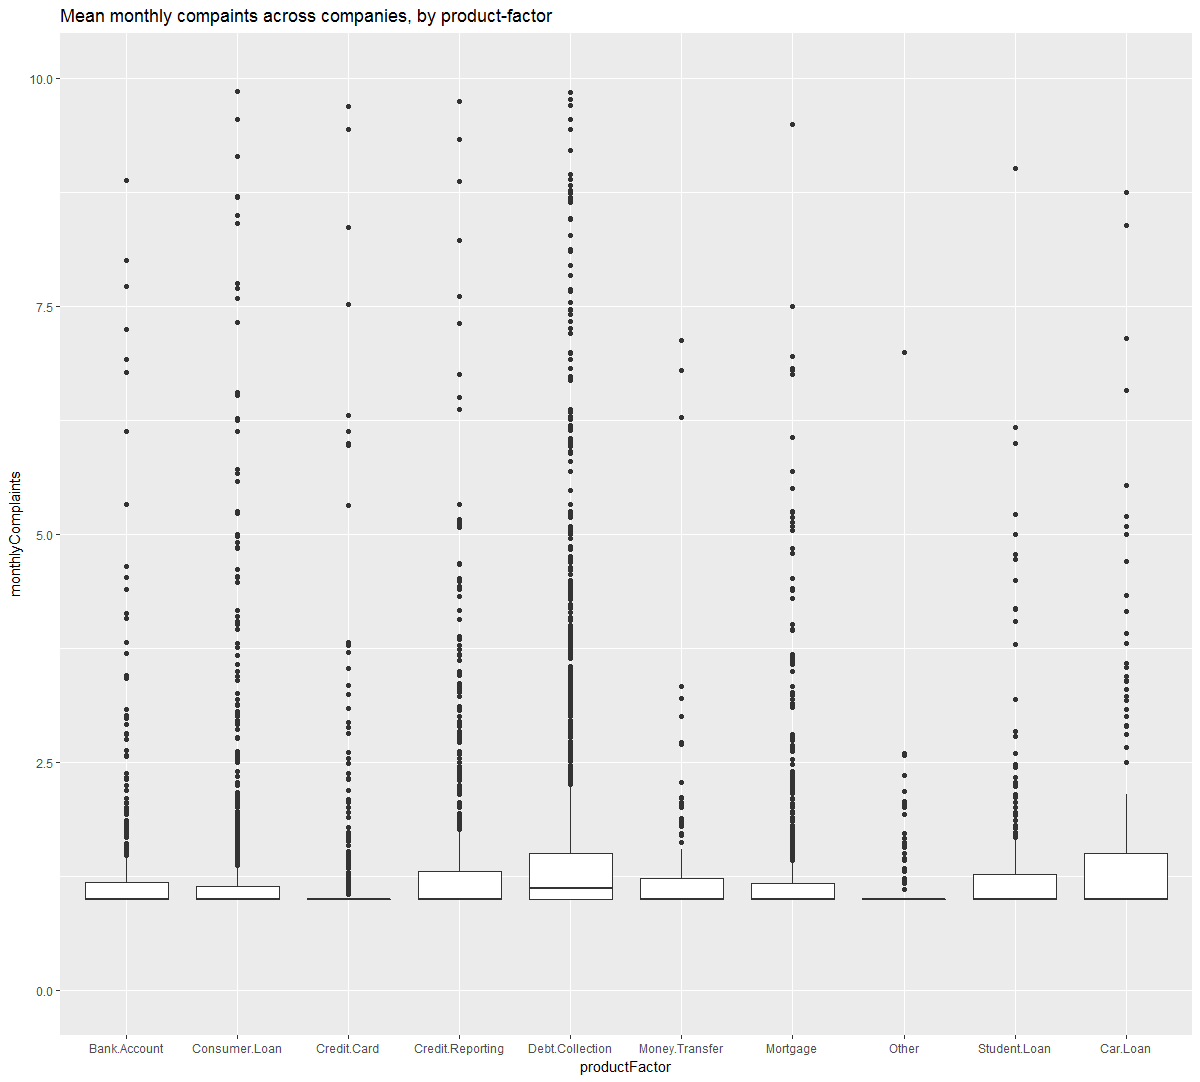 Mean monthly compaints across companies, by product-factor
monthlyComplaints
10.0
7.5
5.0
2.5
0.0
Bank.Account Consumer.Loan Credit.Card Credit.Reporting Debt.Collection Money.Transfer Mortgage Other Student.Loan Car.Loan
productFactor